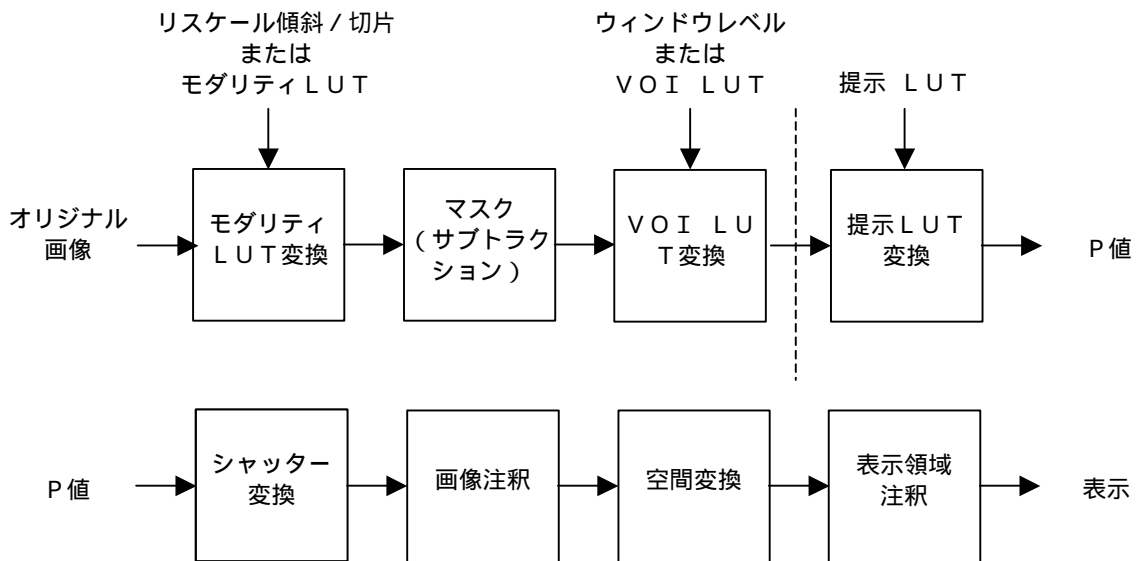 リスケール傾斜/切片
または
モダリティLUT
ウィンドウレベル
または
VOI LUT
提示 LUT
オリジナル
画像
モダリティ
LUT変換
マスク
(サブトラク
ション)
VOI LU
T変換
提示LUT
変換
P値
P値
シャッター
変換
画像注釈
空間変換
表示領域
注釈
表示